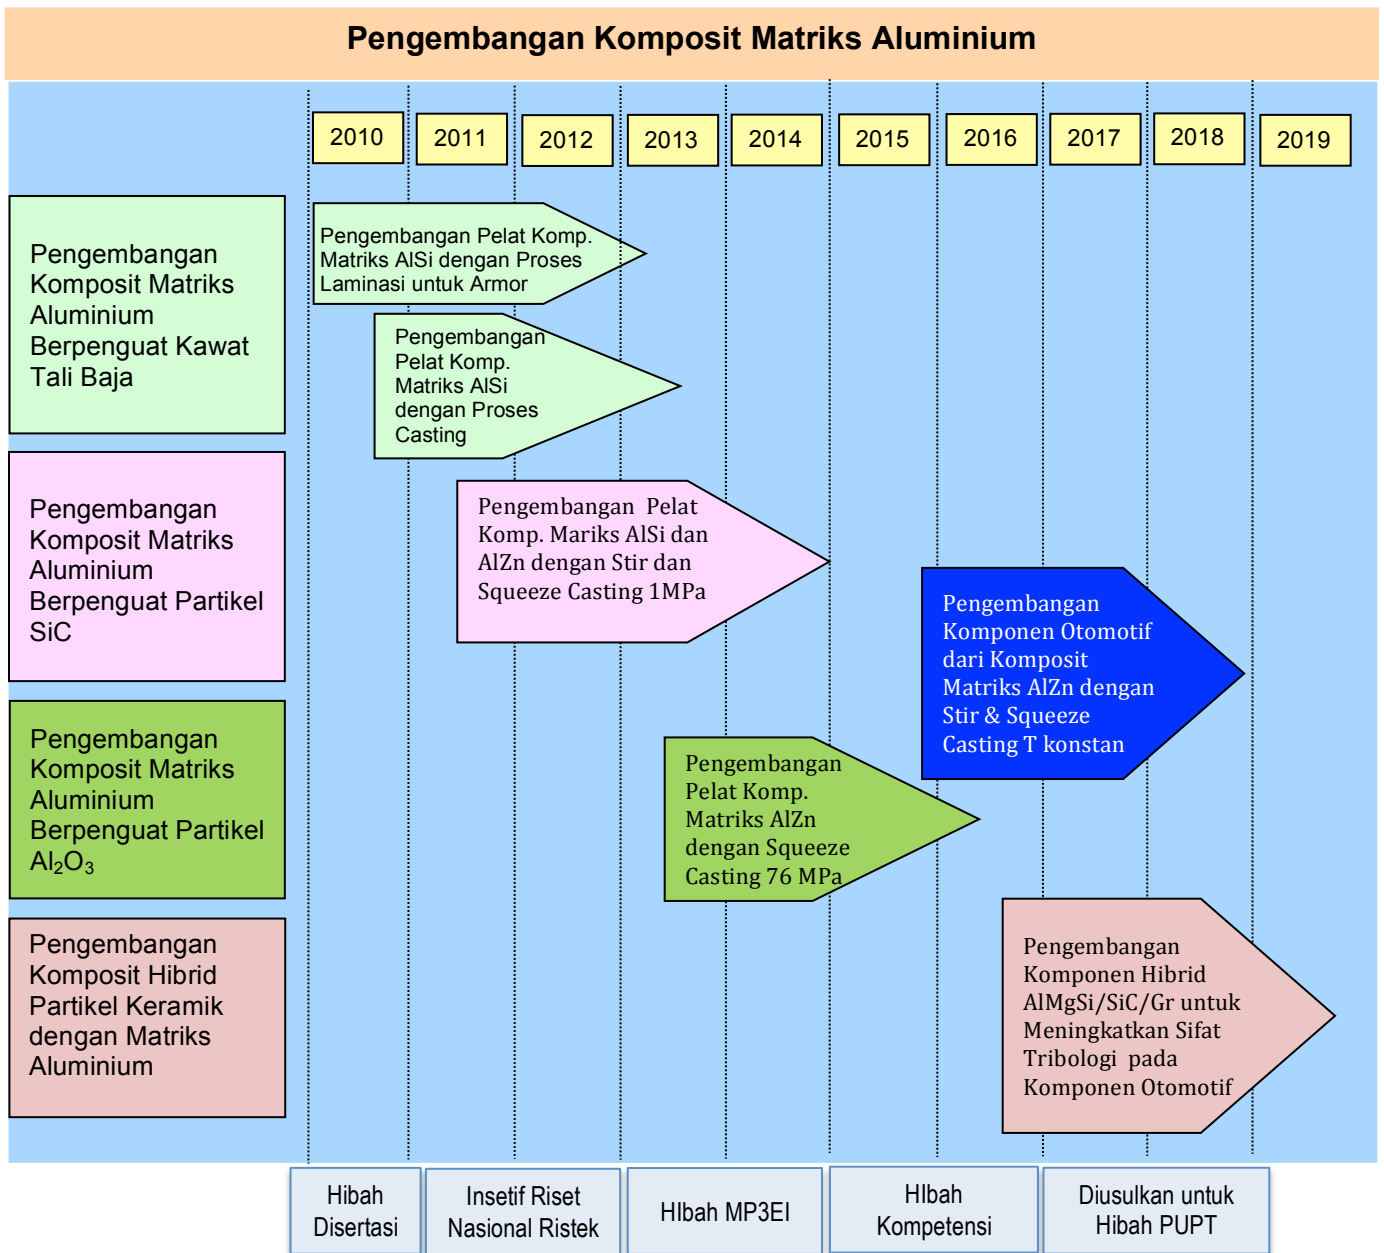 Pengembangan Komposit Matriks Aluminium
2010
2011
2012
2013
2014
2015
2016
2017
2018
2019
Pengembangan
Komposit Matriks
Aluminium
Berpenguat Kawat
Tali Baja
Pengembangan Pelat Komp.
Matriks AlSi dengan Proses
Laminasi untuk Armor
Pengembangan
Pelat Komp.
Matriks AlSi
dengan Proses
Casting
Pengembangan
Komposit Matriks
Aluminium
Berpenguat Partikel
SiC
Pengembangan Pelat
Komp. Mariks AlSi dan
AlZn dengan Stir dan
Squeeze Casting 1MPa
Pengembangan
Komponen Otomotif
dari Komposit
Matriks AlZn dengan
Stir & Squeeze
Casting T konstan
Pengembangan
Komposit Matriks
Aluminium
Berpenguat Partikel
Al₂O₃
Pengembangan
Pelat Komp.
Matriks AlZn
dengan Squeeze
Casting 76 MPa
Pengembangan
Komposit Hibrid
Partikel Keramik
dengan Matriks
Aluminium
Pengembangan
Komponen Hibrid
AlMgSi/SiC/Gr untuk
Meningkatkan Sifat
Tribologi pada
Komponen Otomotif
Hibah
Disertasi
Insetif Riset
Nasional Ristek
HIbah MP3EI
HIbah
Kompetensi
Diusulkan untuk
Hibah PUPT